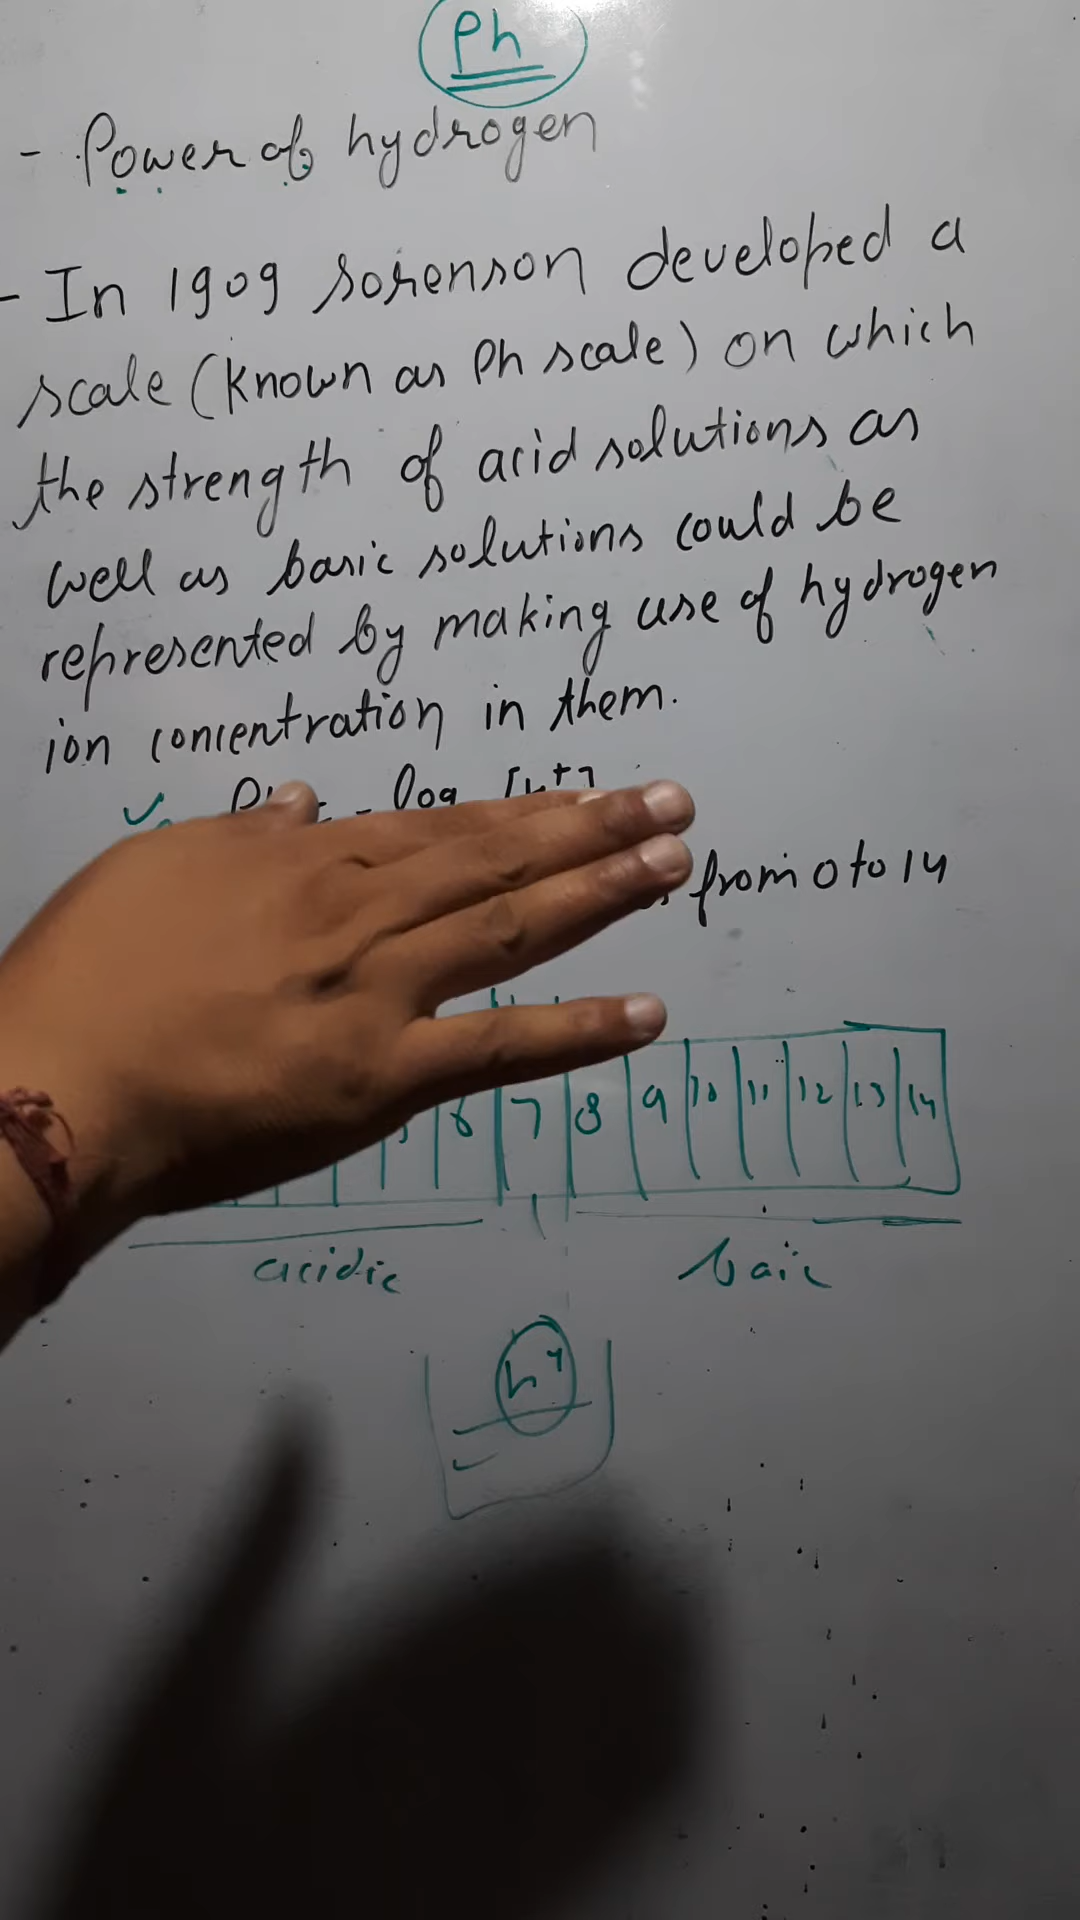 Ph
- Power of hydrogen
- In 1909 sorenson developed a
scale (known as Ph scale) on which
the strength of acid solutions as
well as basic solutions could be
represented by making use of hydrogen
ion concentration in them.
- log [h+]
from 0 to 14
6 7 8 9 10 11 12 13 14
acidic baic
h+